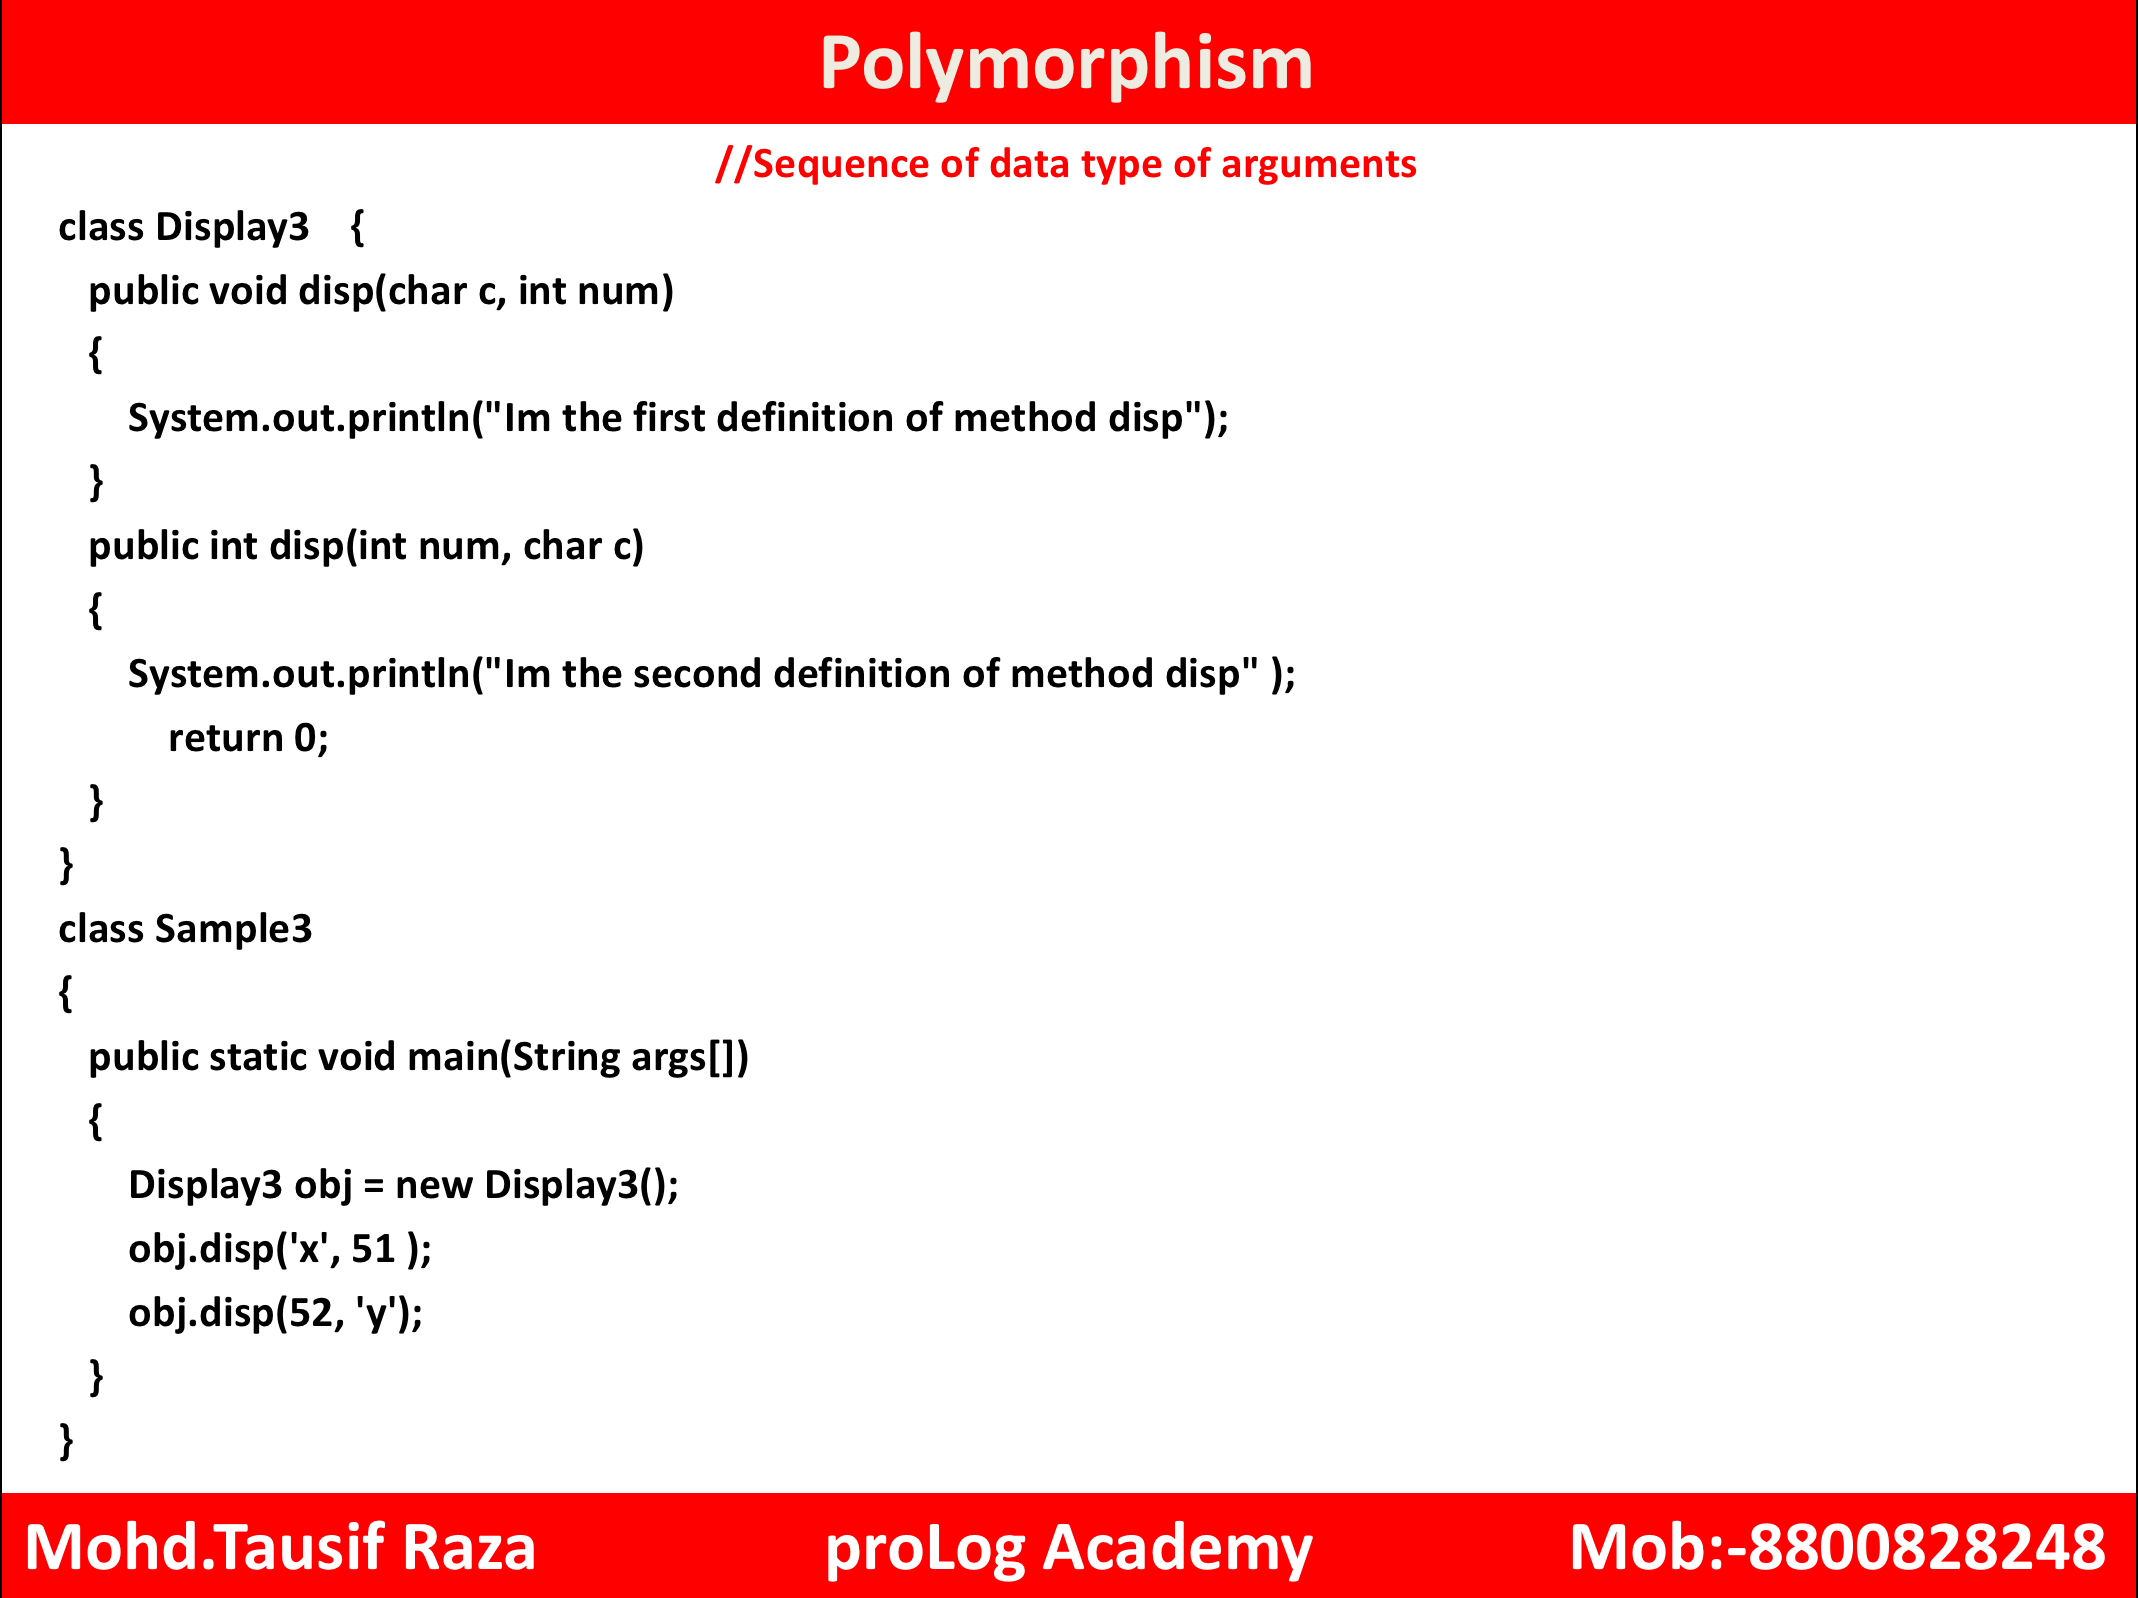 Polymorphism
//Sequence of data type of arguments
class Display3    {
   public void disp(char c, int num)
   {
       System.out.println("Im the first definition of method disp");
   }
   public int disp(int num, char c)
   {
       System.out.println("Im the second definition of method disp" );
           return 0;
   }
}
class Sample3
{
   public static void main(String args[])
   {
       Display3 obj = new Display3();
       obj.disp('x', 51 );
       obj.disp(52, 'y');
   }
}
Mohd.Tausif Raza proLog Academy Mob:-8800828248